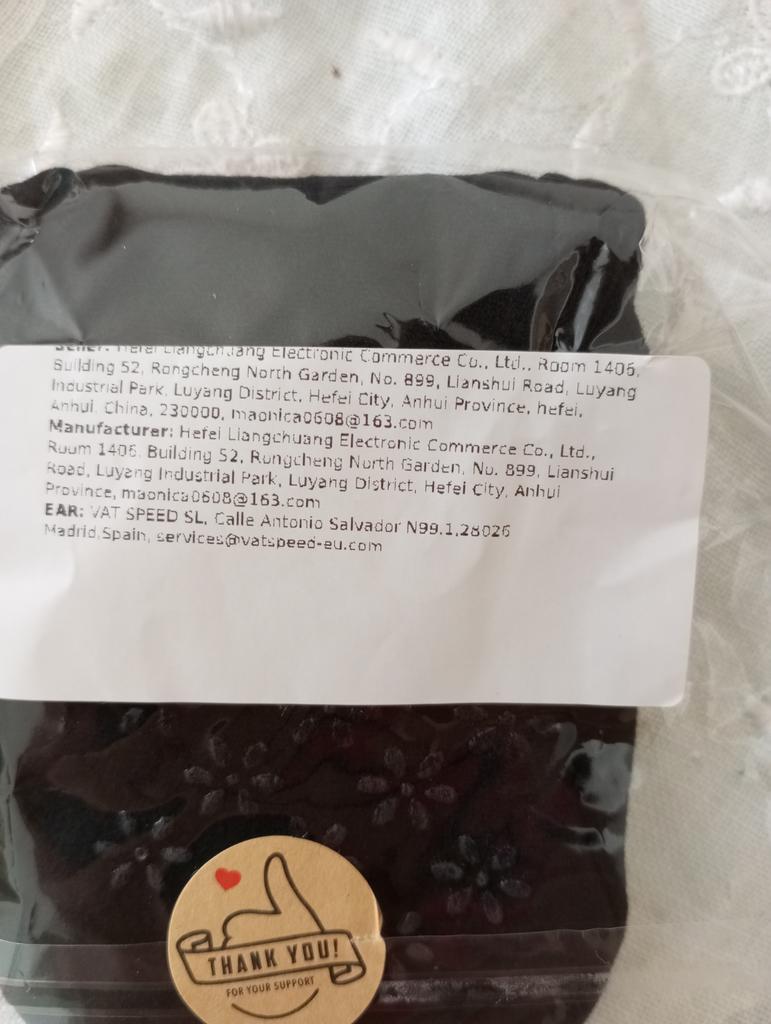 Seller: Hefei Liangchuang Electronic Commerce Co., Ltd., Room 1406,
Building 52, Rongcheng North Garden, No. 899, Lianshui Road, Luyang
Industrial Park, Luyang District, Hefei City, Anhui Province, hefei,
Anhui, China, 230000, maonica0608@163.com
Manufacturer: Hefei Liangchuang Electronic Commerce Co., Ltd.,
Room 1406, Building 52, Rongcheng North Garden, No. 899, Lianshui
Road, Luyang Industrial Park, Luyang District, Hefei City, Anhui
Province, maonica0608@163.com
EAR: VAT SPEED SL, Calle Antonio Salvador N99.1,28026
Madrid,Spain, services@vatspeed-eu.com
THANK YOU!
FOR YOUR SUPPORT